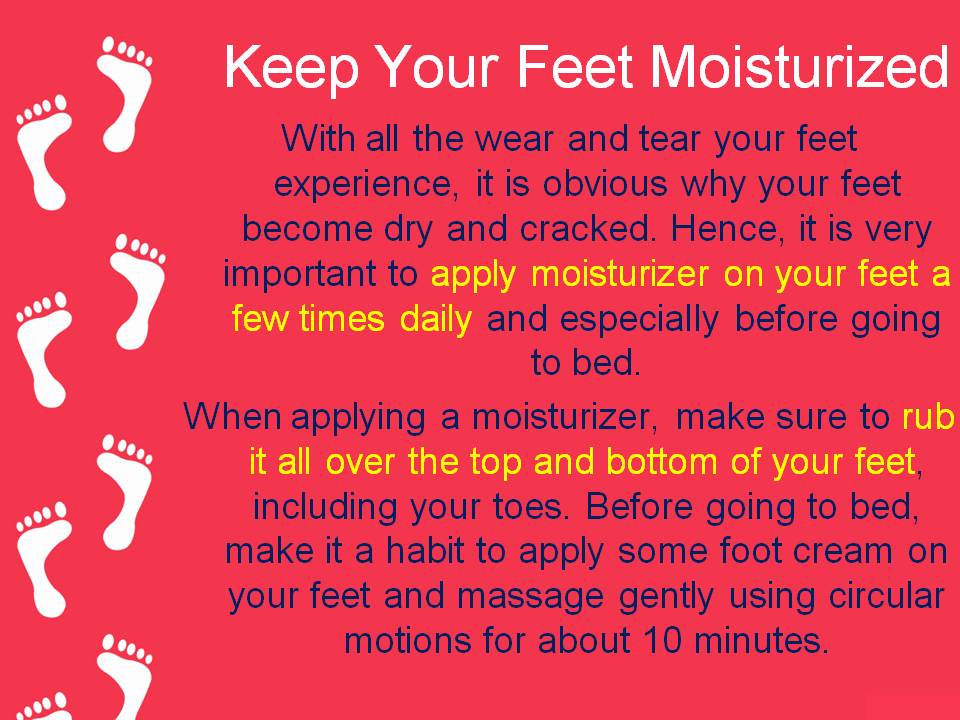 Keep Your Feet Moisturized
With all the wear and tear your feet
experience, it is obvious why your feet
become dry and cracked. Hence, it is very
important to apply moisturizer on your feet a
few times daily and especially before going
to bed.
When applying a moisturizer, make sure to rub
it all over the top and bottom of your feet,
including your toes. Before going to bed,
make it a habit to apply some foot cream on
your feet and massage gently using circular
motions for about 10 minutes.